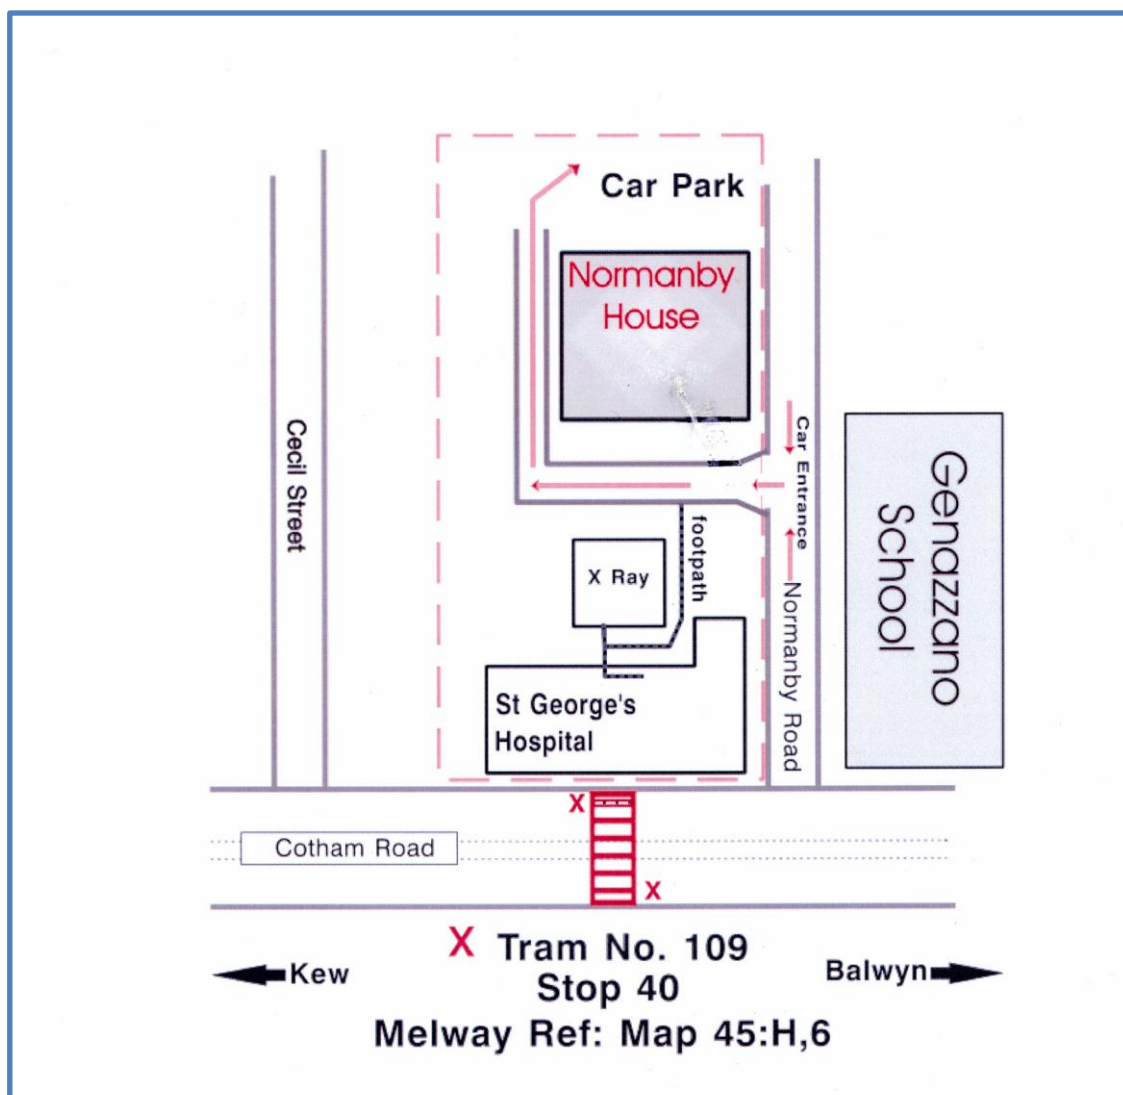 Car Park
Normanby
House
Cecil Street
Car Entrance
Genazzano
School
footpath
X Ray
Normanby Road
St George's
Hospital
X
Cotham Road
X
X Tram No. 109
Kew
Balwyn
Stop 40
Melway Ref: Map 45:H,6